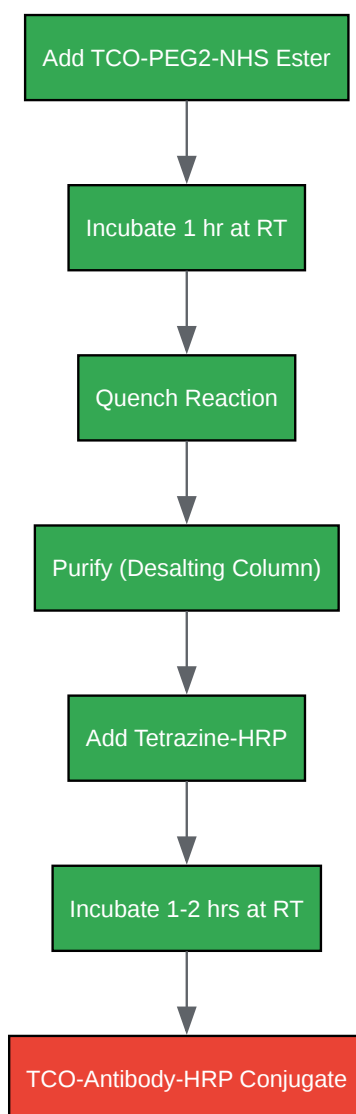 Add TCO-PEG2-NHS Ester
Incubate 1 hr at RT
Quench Reaction
Purify (Desalting Column)
Add Tetrazine-HRP
Incubate 1-2 hrs at RT
TCO-Antibody-HRP Conjugate